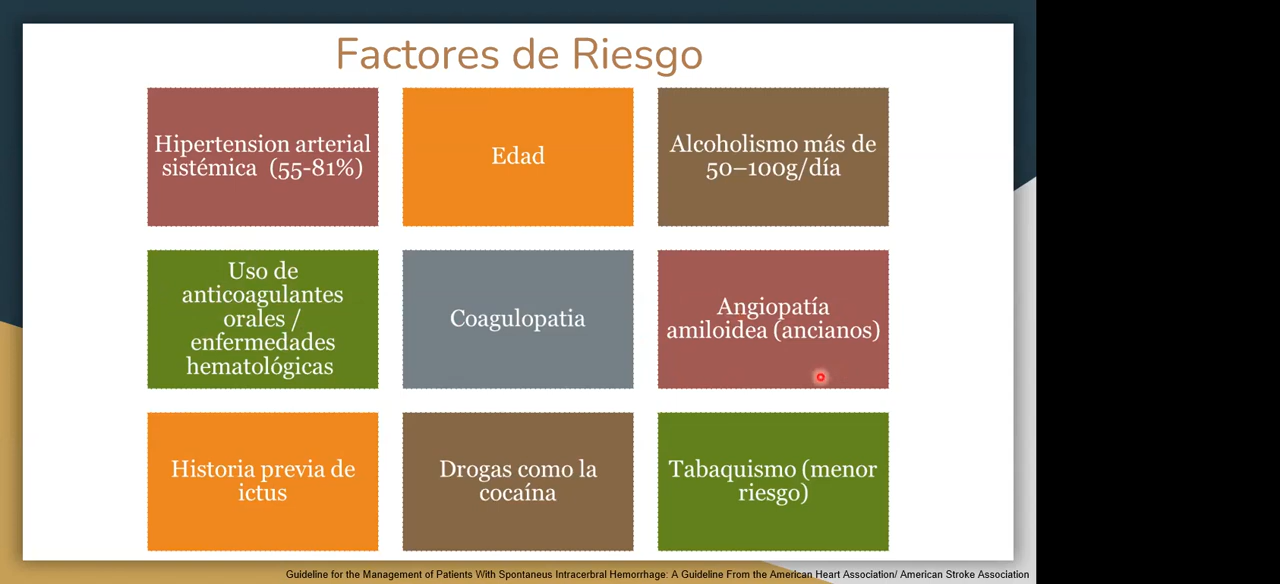 Factores de Riesgo
Hipertension arterial
sistémica (55-81%)
Edad
Alcoholismo más de
50–100g/día
Uso de
anticoagulantes
orales /
enfermedades
hematológicas
Coagulopatia
Angiopatía
amiloidea (ancianos)
Historia previa de
ictus
Drogas como la
cocaína
Tabaquismo (menor
riesgo)
Guideline for the Management of Patients With Spontaneus Intracerbral Hemorrhage: A Guideline From the American Heart Association/ American Stroke Association